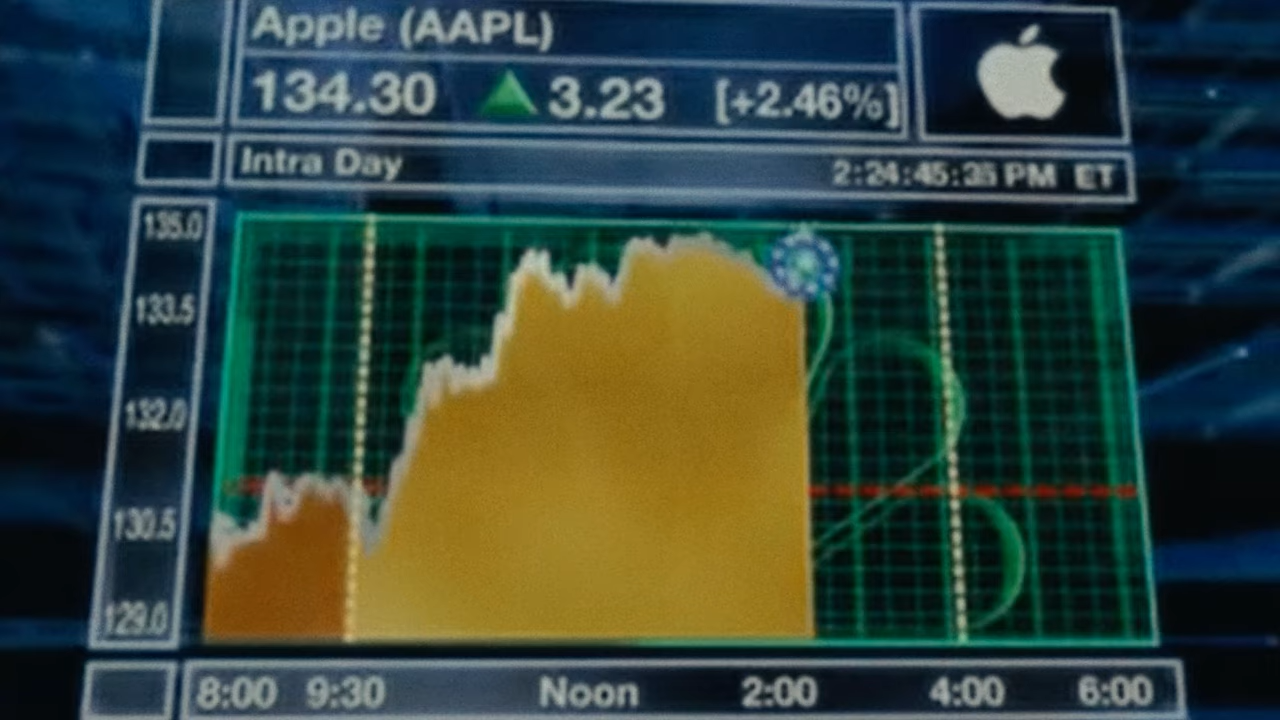 Apple (AAPL)
134.30 3.23 [+2.46%]
Intra Day 2:24:45: PM ET
135.0
133.5
132.0
130.5
129.0
8:00 9:30 Noon 2:00 4:00 6:00